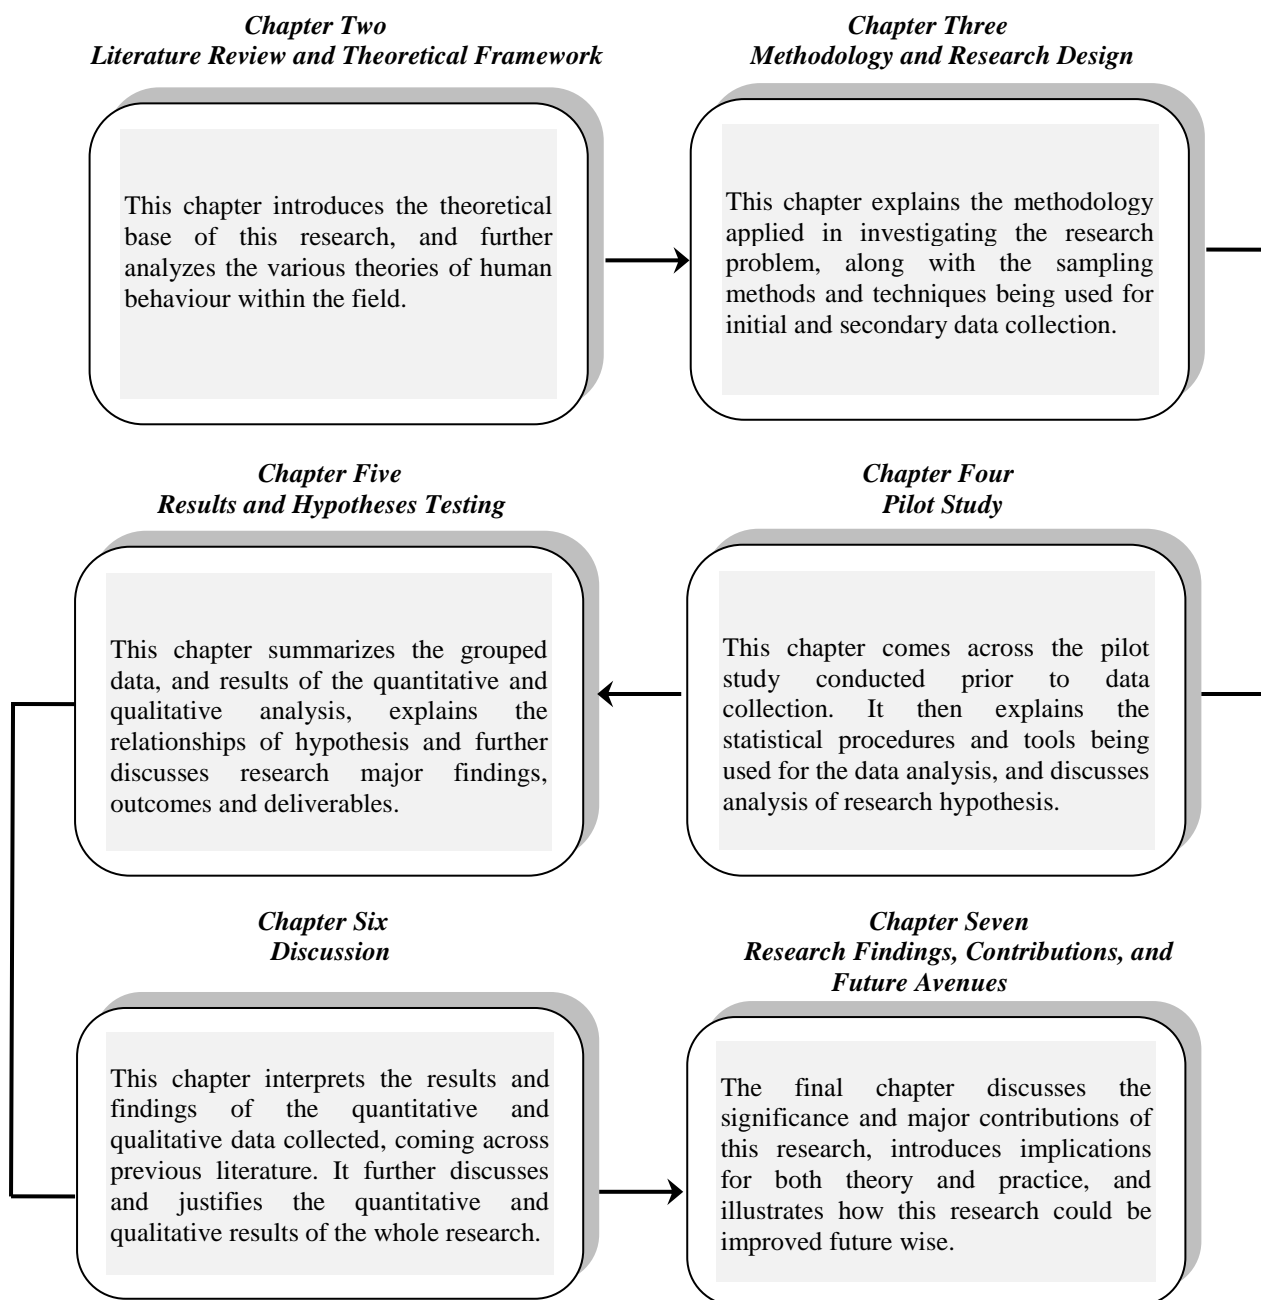 Chapter Two
Literature Review and Theoretical Framework
This chapter introduces the theoretical
base of this research, and further
analyzes the various theories of human
behaviour within the field.
Chapter Three
Methodology and Research Design
This chapter explains the methodology
applied in investigating the research
problem, along with the sampling
methods and techniques being used for
initial and secondary data collection.
Chapter Four
Pilot Study
This chapter comes across the pilot
study conducted prior to data
collection. It then explains the
statistical procedures and tools being
used for the data analysis, and discusses
analysis of research hypothesis.
Chapter Five
Results and Hypotheses Testing
This chapter summarizes the grouped
data, and results of the quantitative and
qualitative analysis, explains the
relationships of hypothesis and further
discusses research major findings,
outcomes and deliverables.
Chapter Six
Discussion
This chapter interprets the results and
findings of the quantitative and
qualitative data collected, coming across
previous literature. It further discusses
and justifies the quantitative and
qualitative results of the whole research.
Chapter Seven
Research Findings, Contributions, and
Future Avenues
The final chapter discusses the
significance and major contributions of
this research, introduces implications
for both theory and practice, and
illustrates how this research could be
improved future wise.